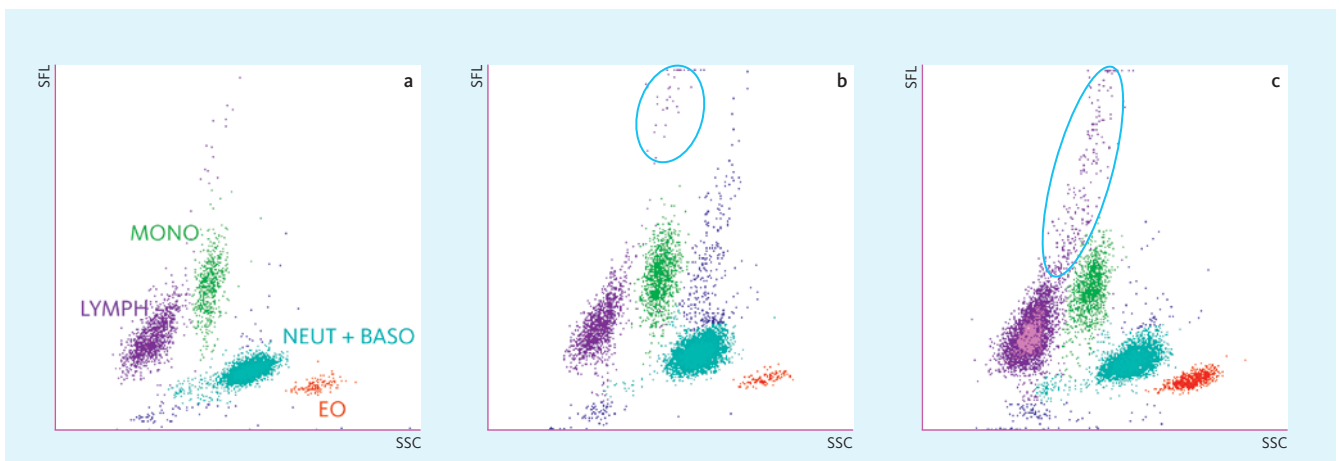 SFL
a
MONO
LYMPH
NEUT + BASO
EO
SSC
SFL
b
SSC
SFL
c
SSC